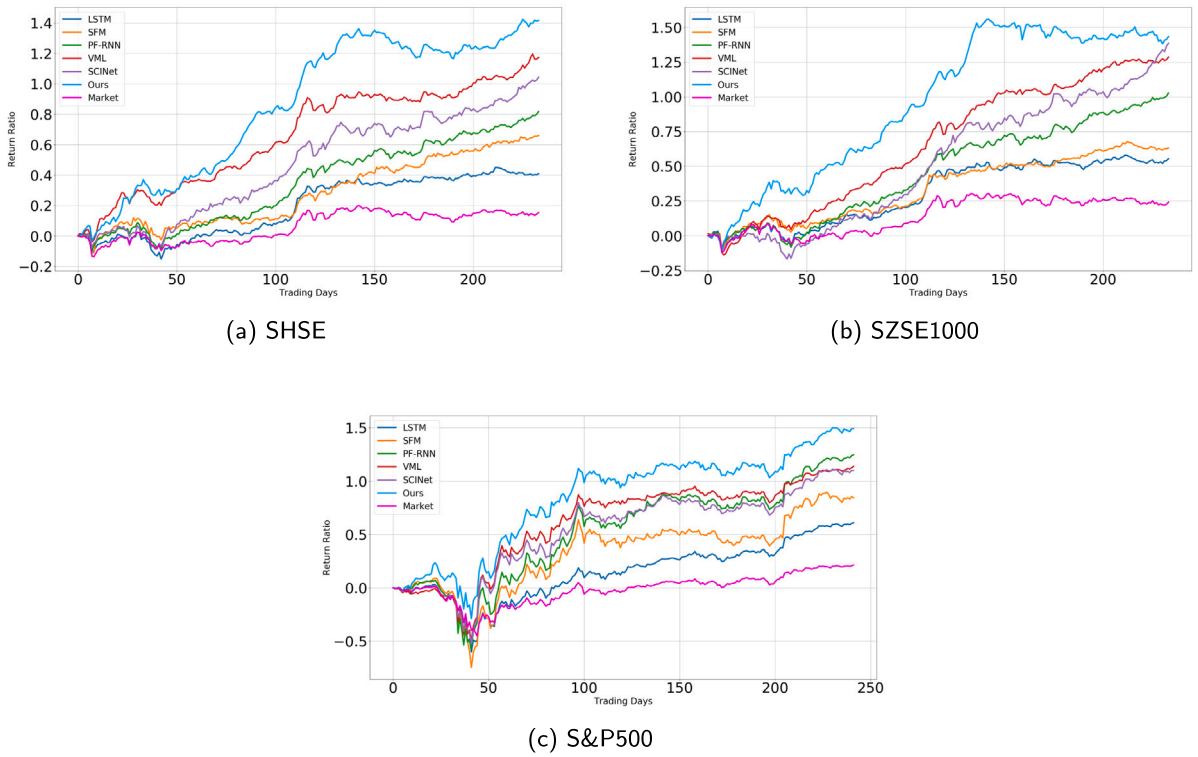 LSTM
SFM
PF-RNN
VML
SCINet
Ours
Market
1.4
1.2
1.0
0.8
0.6
0.4
0.2
0.0
−0.2
Return Ratio
0
50
100
150
200
Trading Days
(a) SHSE
LSTM
SFM
PF-RNN
VML
SCINet
Ours
Market
1.50
1.25
1.00
0.75
0.50
0.25
0.00
−0.25
Return Ratio
0
50
100
150
200
Trading Days
(b) SZSE1000
LSTM
SFM
PF-RNN
VML
SCINet
Ours
Market
1.5
1.0
0.5
0.0
−0.5
Return Ratio
0
50
100
150
200
250
Trading Days
(c) S&P500